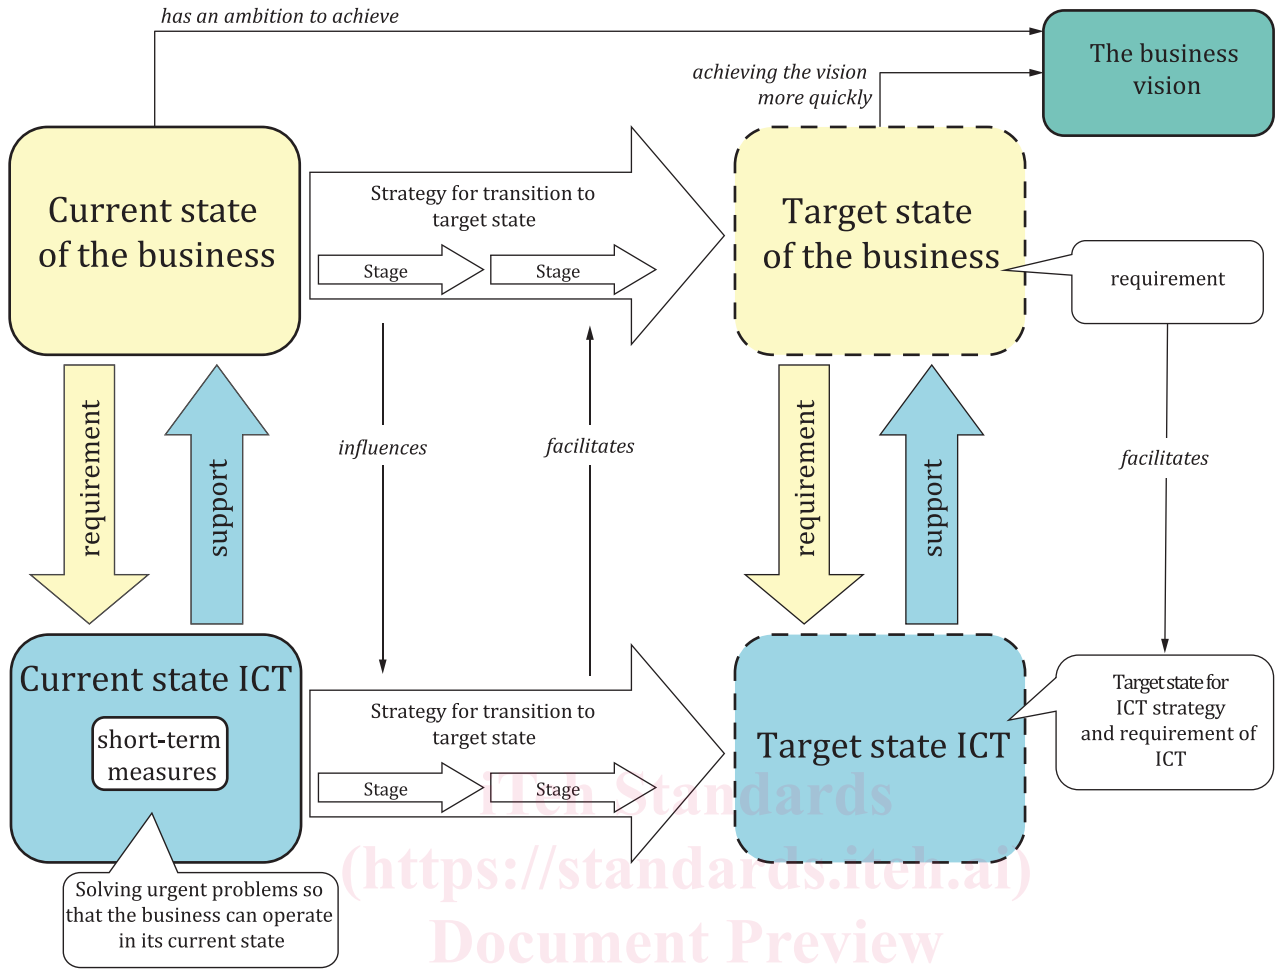 has an ambition to achieve
The business
vision
achieving the vision
more quickly
Current state
of the business
Strategy for transition to
target state
Stage
Stage
Target state
of the business
requirement
requirement
support
influences
facilitates
requirement
support
facilitates
Current state ICT
short-term
measures
Strategy for transition to
target state
Stage
Stage
Target state ICT
Target state for
ICT strategy
and requirement of
ICT
Solving urgent problems so
that the business can operate
in its current state
iTeh Standards
(https://standards.iteh.ai)
Document Preview